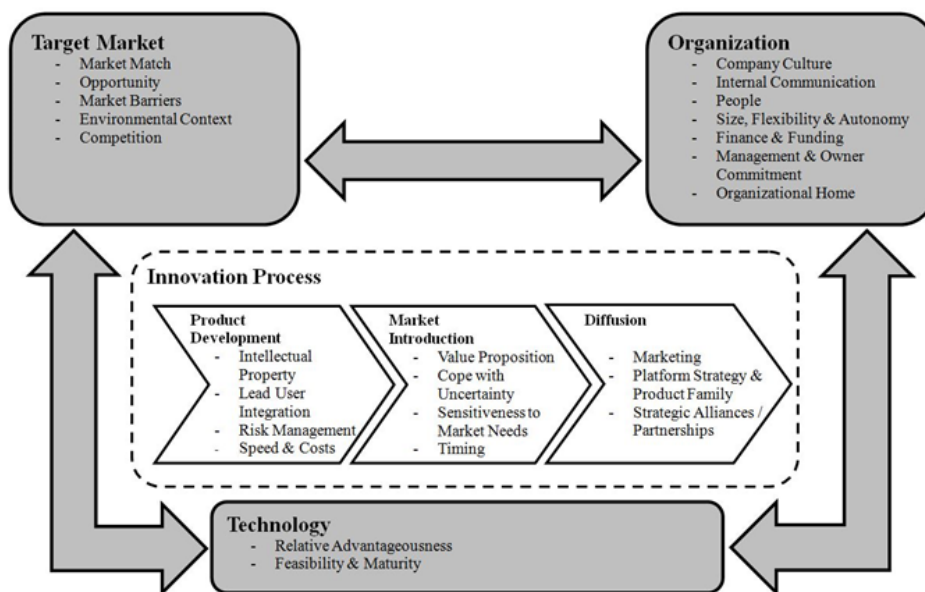 Target Market
- Market Match
- Opportunity
- Market Barriers
- Environmental Context
- Competition
Organization
- Company Culture
- Internal Communication
- People
- Size, Flexibility & Autonomy
- Finance & Funding
- Management & Owner
Commitment
- Organizational Home
Innovation Process
Product
Development
- Intellectual
Property
- Lead User
Integration
- Risk Management
- Speed & Costs
Market
Introduction
- Value Proposition
- Cope with
Uncertainty
- Sensitiveness to
Market Needs
- Timing
Diffusion
- Marketing
- Platform Strategy &
Product Family
- Strategic Alliances /
Partnerships
Technology
- Relative Advantageousness
- Feasibility & Maturity